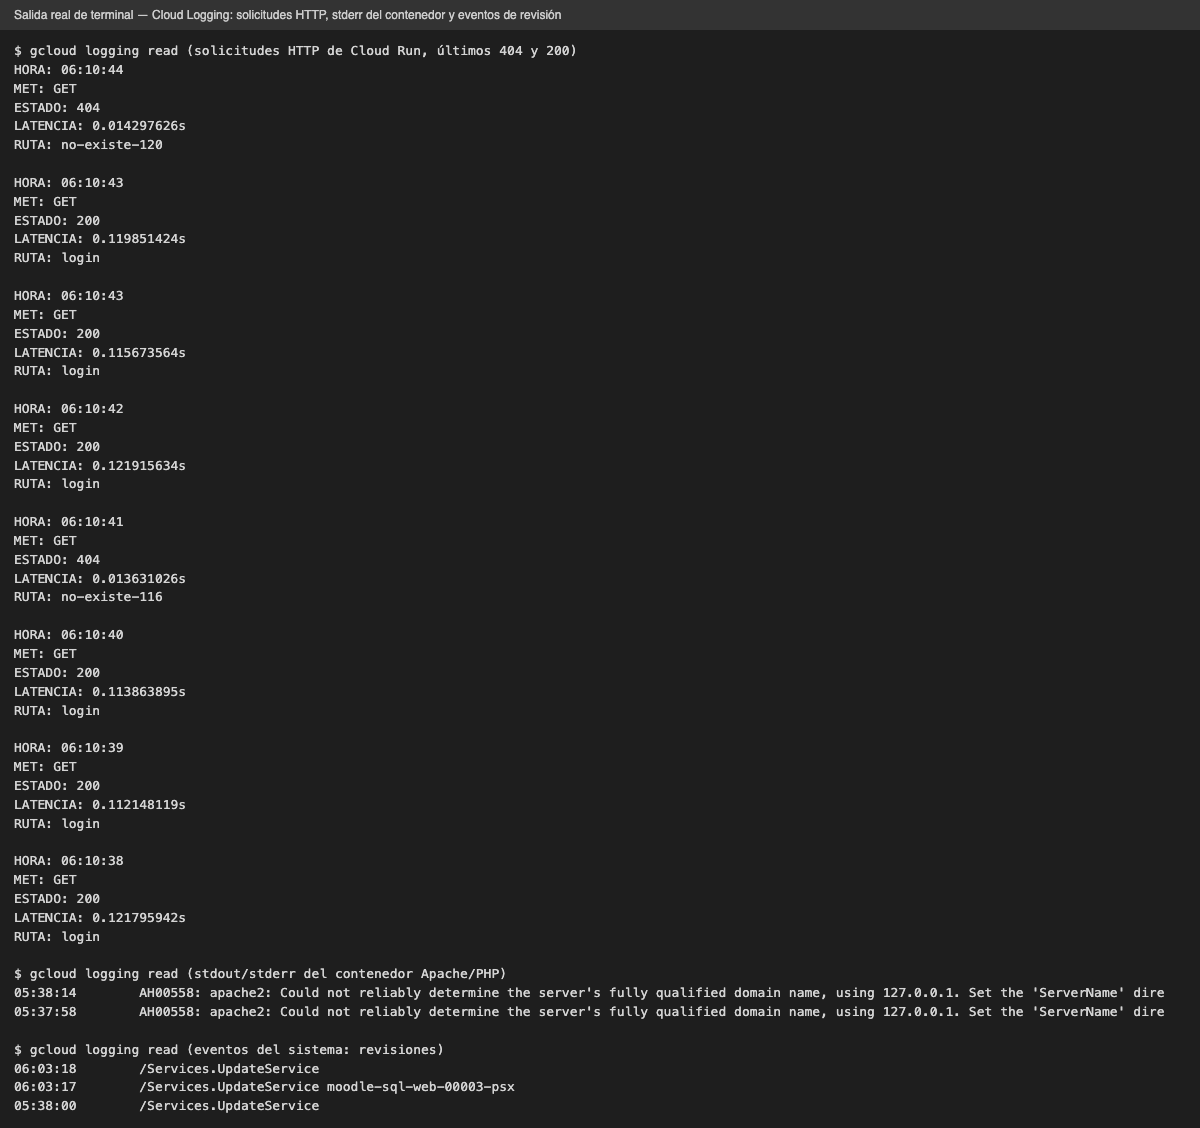 Salida real de terminal — Cloud Logging: solicitudes HTTP, stderr del contenedor y eventos de revisión
$ gcloud logging read (solicitudes HTTP de Cloud Run, últimos 404 y 200)
HORA: 06:10:44
MET: GET
ESTADO: 404
LATENCIA: 0.014297626s
RUTA: no-existe-120
HORA: 06:10:43
MET: GET
ESTADO: 200
LATENCIA: 0.119851424s
RUTA: login
HORA: 06:10:43
MET: GET
ESTADO: 200
LATENCIA: 0.115673564s
RUTA: login
HORA: 06:10:42
MET: GET
ESTADO: 200
LATENCIA: 0.121915634s
RUTA: login
HORA: 06:10:41
MET: GET
ESTADO: 404
LATENCIA: 0.013631026s
RUTA: no-existe-116
HORA: 06:10:40
MET: GET
ESTADO: 200
LATENCIA: 0.113863895s
RUTA: login
HORA: 06:10:39
MET: GET
ESTADO: 200
LATENCIA: 0.112148119s
RUTA: login
HORA: 06:10:38
MET: GET
ESTADO: 200
LATENCIA: 0.121795942s
RUTA: login
$ gcloud logging read (stdout/stderr del contenedor Apache/PHP)
05:38:14 AH00558: apache2: Could not reliably determine the server's fully qualified domain name, using 127.0.0.1. Set the 'ServerName' dire
05:37:58 AH00558: apache2: Could not reliably determine the server's fully qualified domain name, using 127.0.0.1. Set the 'ServerName' dire
$ gcloud logging read (eventos del sistema: revisiones)
06:03:18 /Services.UpdateService
06:03:17 /Services.UpdateService moodle-sql-web-00003-psx
05:38:00 /Services.UpdateService